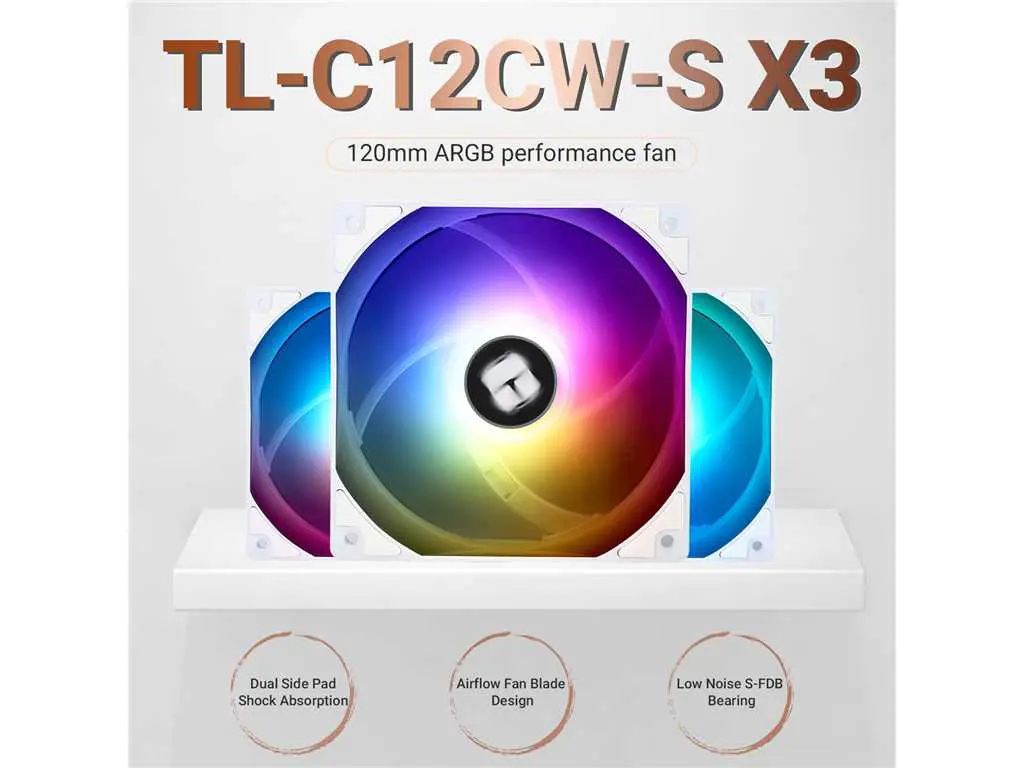 TL-C12CW-S X3
120mm ARGB performance fan
Dual Side Pad
Shock Absorption
Airflow Fan Blade
Design
Low Noise S-FDB
Bearing